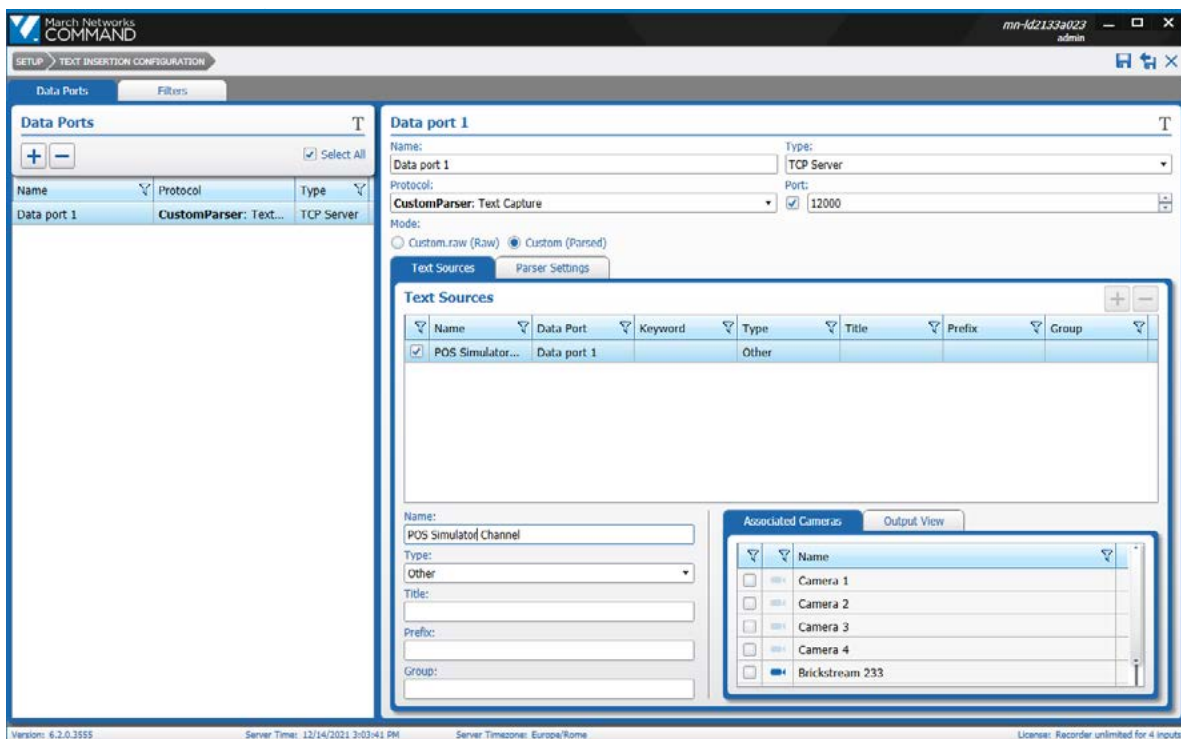 March Networks
COMMAND
mn-ld2133a023
admin
SETUP TEXT INSERTION CONFIGURATION
Data Ports Filters
Data Ports T
Select All
Name Protocol Type
Data port 1 CustomParser: Text... TCP Server
Data port 1 T
Name: Type:
Data port 1 TCP Server
Protocol: Port:
CustomParser: Text Capture 12000
Mode:
Custom.raw (Raw) Custom (Parsed)
Text Sources Parser Settings
Text Sources
Name Data Port Keyword Type Title Prefix Group
POS Simulator... Data port 1 Other
Name:
POS Simulator Channel
Type:
Other
Title:
Prefix:
Group:
Associated Cameras Output View
Name
Camera 1
Camera 2
Camera 3
Camera 4
Brickstream 233
Version: 6.2.0.3555 Server Time: 12/14/2021 3:03:41 PM Server Timezone: Europe/Rome License: Recorder unlimited for 4 inputs